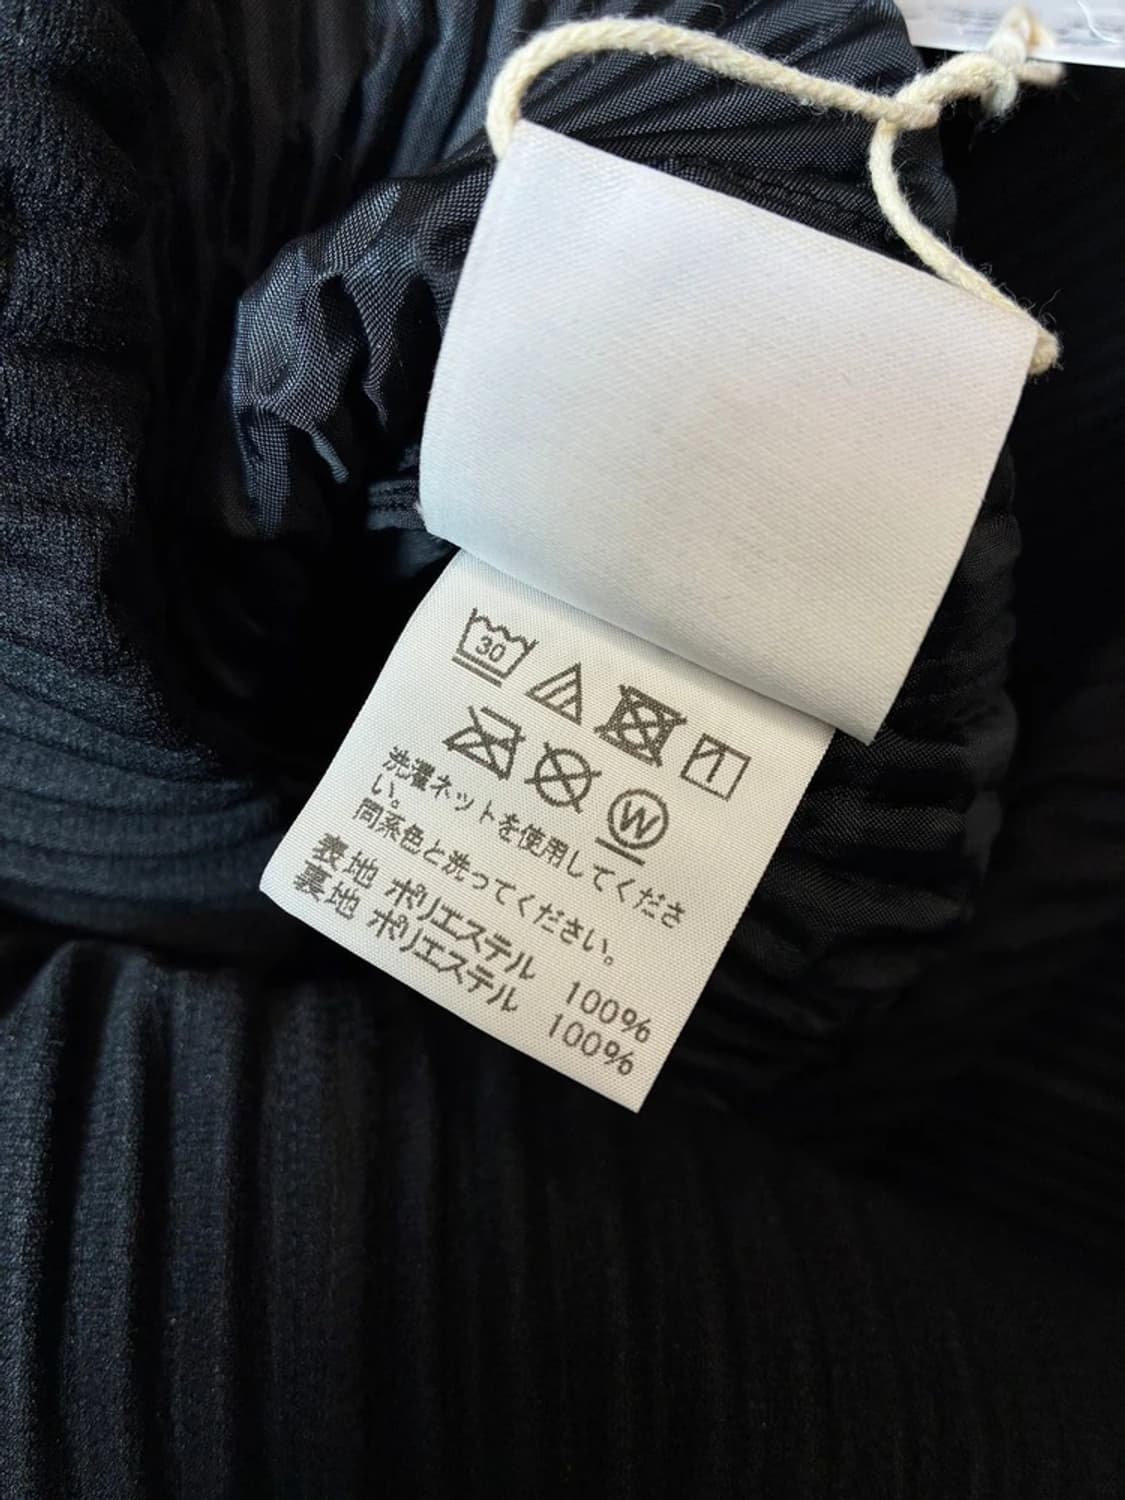 30
W
洗濯ネットを使用してくださ
い。
同系色と洗ってください。
表地 ポリエステル 100%
裏地 ポリエステル 100%